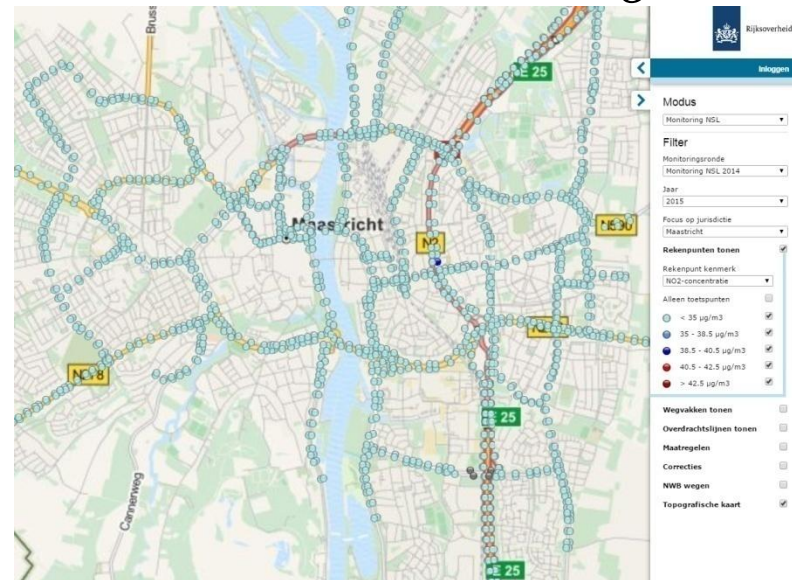 Brus
E 25
Maastricht
N2
N590
N278
E 25
Cannerweg
E 25
Rijksoverheid
Inloggen
Modus
Monitoring NSL
Filter
Monitoringsronde
Monitoring NSL 2014
Jaar
2015
Focus op jurisdictie
Maastricht
Rekenpunten tonen
Rekenpunt kenmerk
NO2-concentratie
Alleen toetspunten
< 35 µg/m3
35 - 38.5 µg/m3
38.5 - 40.5 µg/m3
40.5 - 42.5 µg/m3
> 42.5 µg/m3
Wegvakken tonen
Overdrachtslijnen tonen
Maatregelen
Correcties
NWB wegen
Topografische kaart